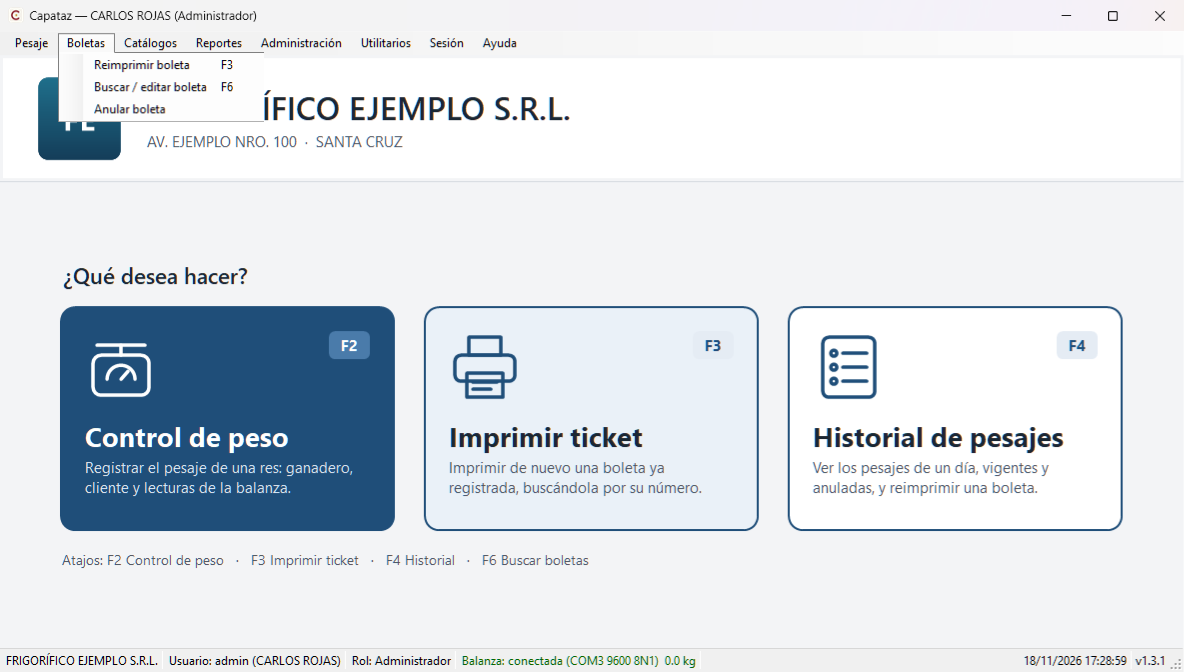 Capataz — CARLOS ROJAS (Administrador)
Pesaje Boletas Catálogos Reportes Administración Utilitarios Sesión Ayuda
Reimprimir boleta F3
Buscar / editar boleta F6
Anular boleta
ÍFICO EJEMPLO S.R.L.
AV. EJEMPLO NRO. 100 · SANTA CRUZ
¿Qué desea hacer?
F2
Control de peso
Registrar el pesaje de una res: ganadero,
cliente y lecturas de la balanza.
F3
Imprimir ticket
Imprimir de nuevo una boleta ya
registrada, buscándola por su número.
F4
Historial de pesajes
Ver los pesajes de un día, vigentes y
anuladas, y reimprimir una boleta.
Atajos: F2 Control de peso · F3 Imprimir ticket · F4 Historial · F6 Buscar boletas
FRIGORÍFICO EJEMPLO S.R.L. Usuario: admin (CARLOS ROJAS) Rol: Administrador Balanza: conectada (COM3 9600 8N1) 0.0 kg 18/11/2026 17:28:59 v1.3.1